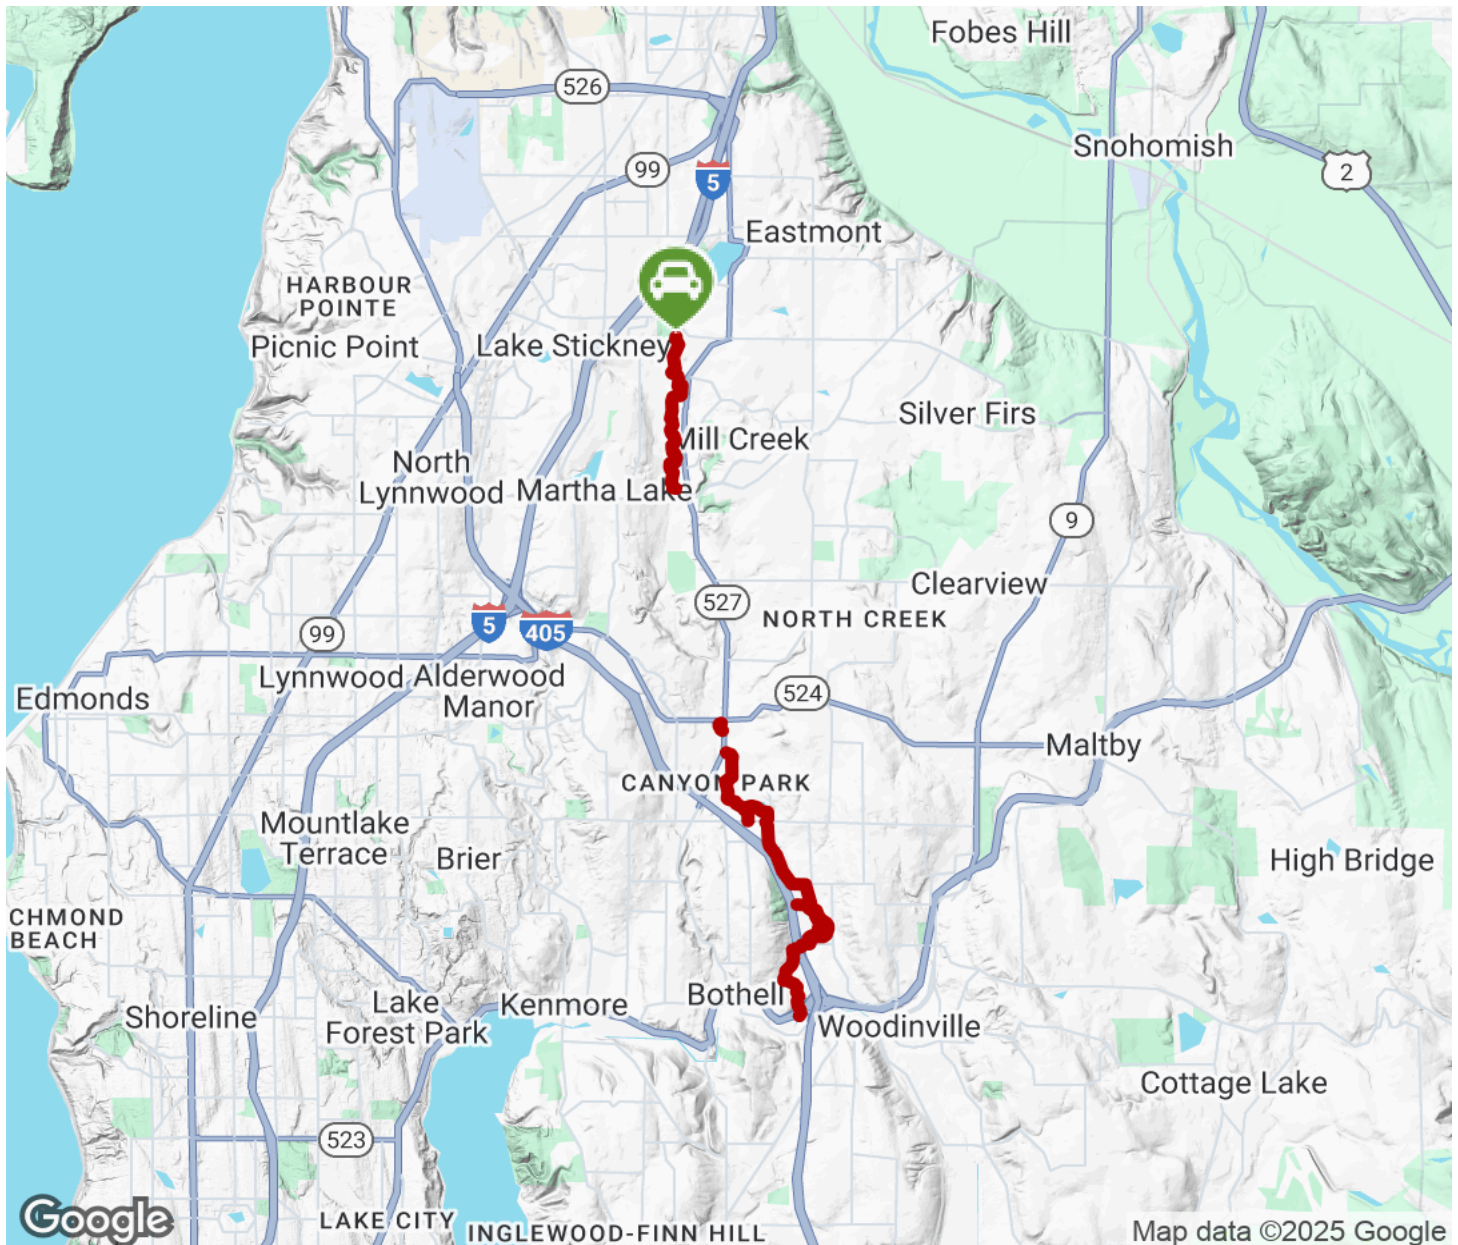 Fobes Hill
526
Snohomish
99
2
5
Eastmont
HARBOUR
POINTE
Picnic Point
Lake Stickney
Silver Firs
Mill Creek
North
Lynnwood
Martha Lake
9
Clearview
527
NORTH CREEK
5
405
99
Lynnwood
Alderwood
Manor
524
Edmonds
Maltby
CANYON PARK
Mountlake
Terrace
Brier
High Bridge
CHMOND
BEACH
Bothell
Kenmore
Lake
Forest Park
Shoreline
Woodinville
Cottage Lake
523
Google
LAKE CITY
INGLEWOOD-FINN HILL
Map data ©2025 Google